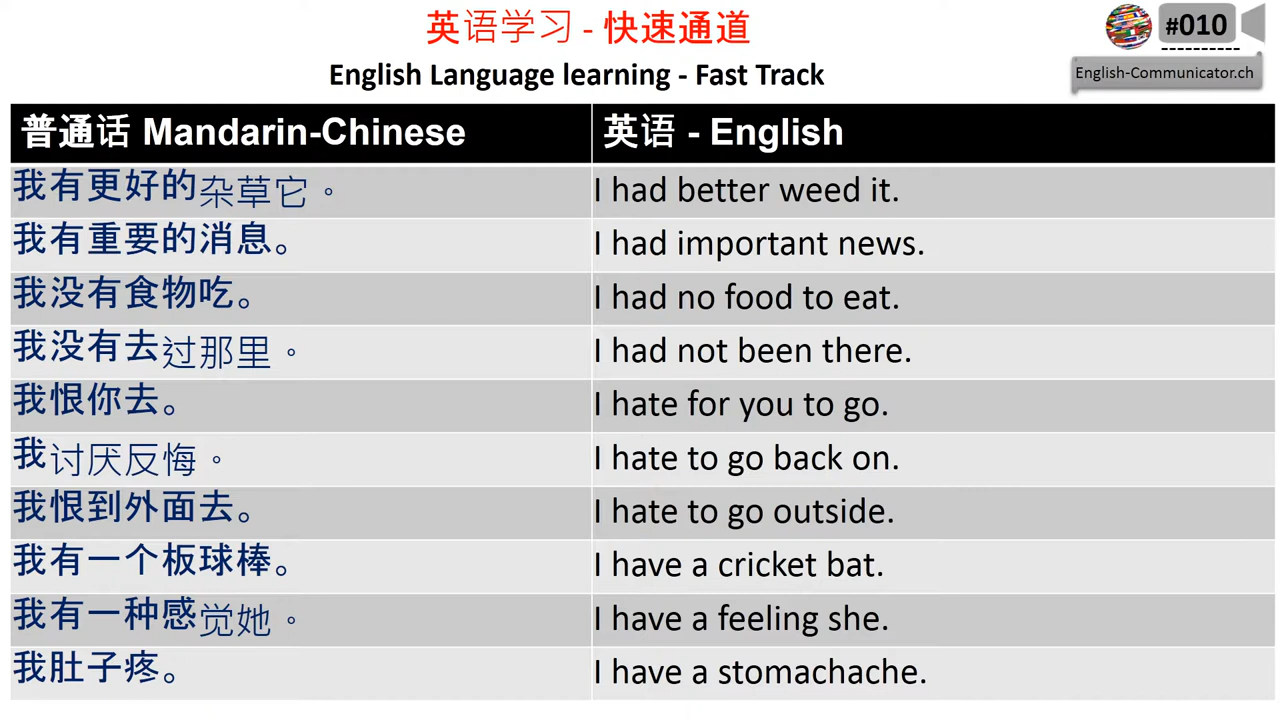 英语学习 - 快速通道
#010
English Language learning - Fast Track
English-Communicator.ch
普通话 Mandarin-Chinese 英语 - English
我有更好的杂草它。 I had better weed it.
我有重要的消息。 I had important news.
我没有食物吃。 I had no food to eat.
我没有去过那里。 I had not been there.
我恨你去。 I hate for you to go.
我讨厌反悔。 I hate to go back on.
我恨到外面去。 I hate to go outside.
我有一个板球棒。 I have a cricket bat.
我有一种感觉她。 I have a feeling she.
我肚子疼。 I have a stomachache.